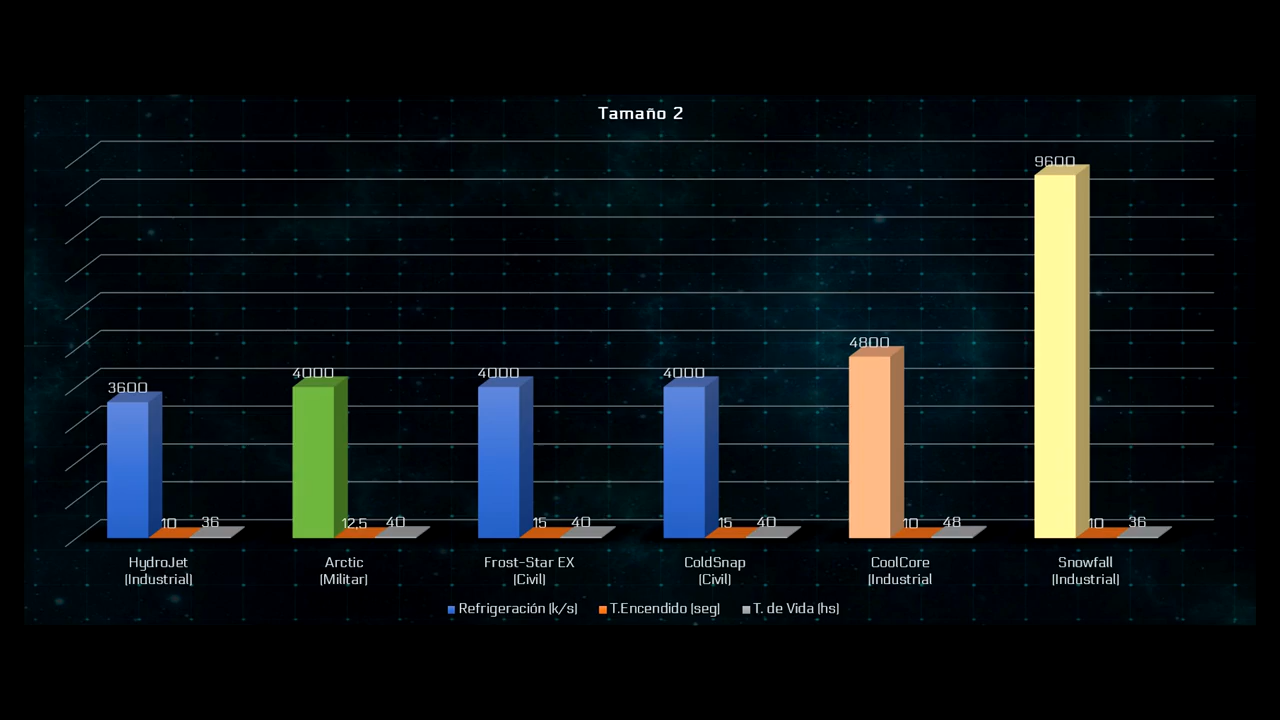 Tamaño 2
9600
4800
4000
4000
4000
3600
10
36
12,5
40
15
40
15
40
10
48
10
36
HydroJet
(Industrial)
Arctic
(Militar)
Frost-Star EX
(Civil)
ColdSnap
(Civil)
CoolCore
(Industrial
Snowfall
(Industrial)
Refrigeración (k/s)
T.Encendido (seg)
T. de Vida (hs)